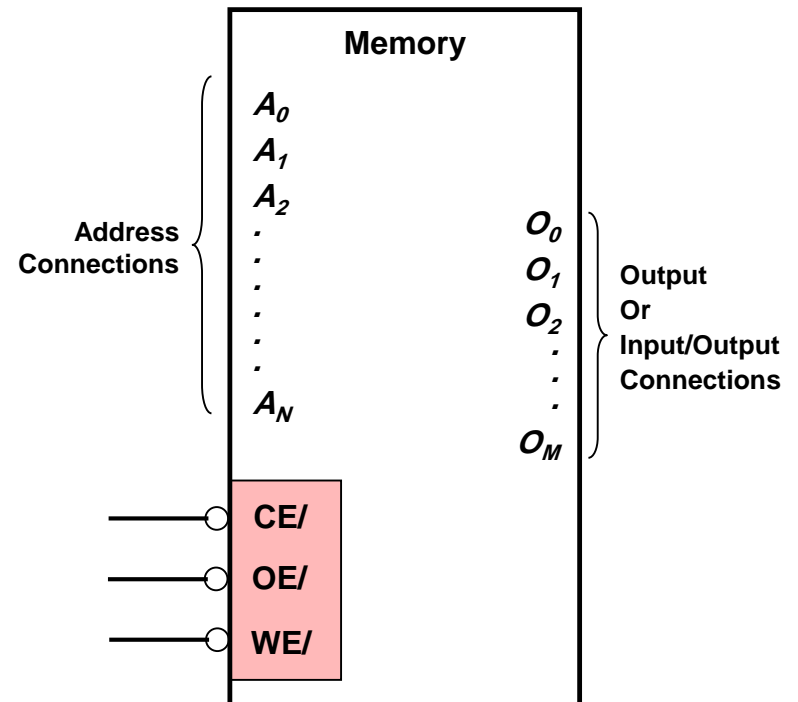 Memory
A0
A1
A2
.
.
.
.
.
.
AN
Address
Connections
O0
O1
O2
.
.
.
OM
Output
Or
Input/Output
Connections
CE/
OE/
WE/